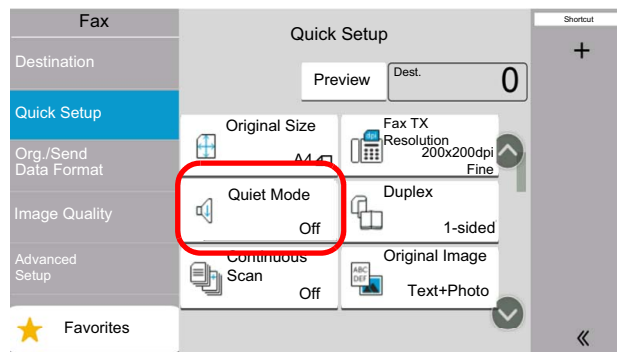 Fax
Destination
Quick Setup
Org./Send
Data Format
Image Quality
Advanced
Setup
Favorites
Quick Setup
Preview
Dest.
0
Original Size
A4
Fax TX
Resolution
200x200dpi
Fine
Quiet Mode
Off
Duplex
1-sided
Continuous
Scan
Off
Original Image
Text+Photo
dpi
ABC
DEF
Shortcut